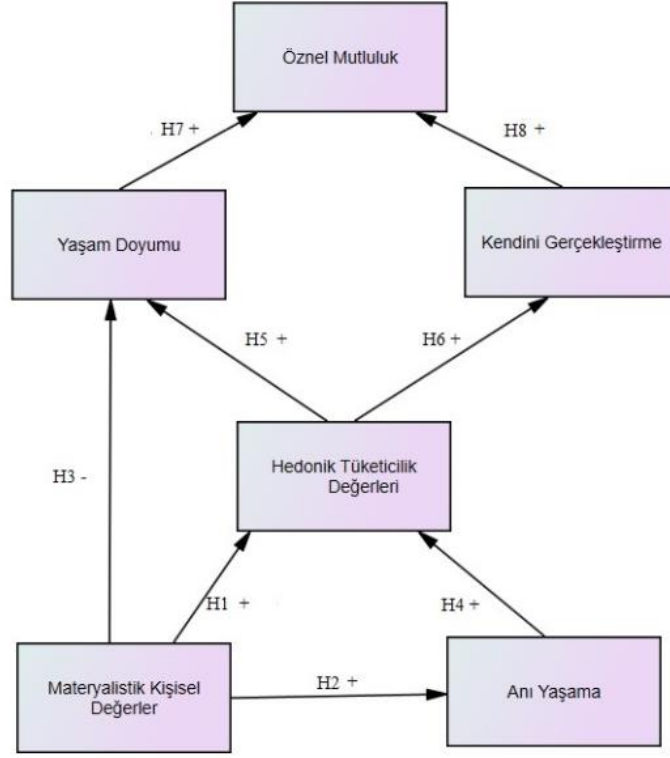 Öznel Mutluluk
H7 +
H8 +
Yaşam Doyumu
Kendini Gerçekleştirme
H5 +
H6 +
Hedonik Tüketicilik
Değerleri
H3 -
H1 +
H4 +
Materyalistik Kişisel
Değerler
H2 +
Anı Yaşama